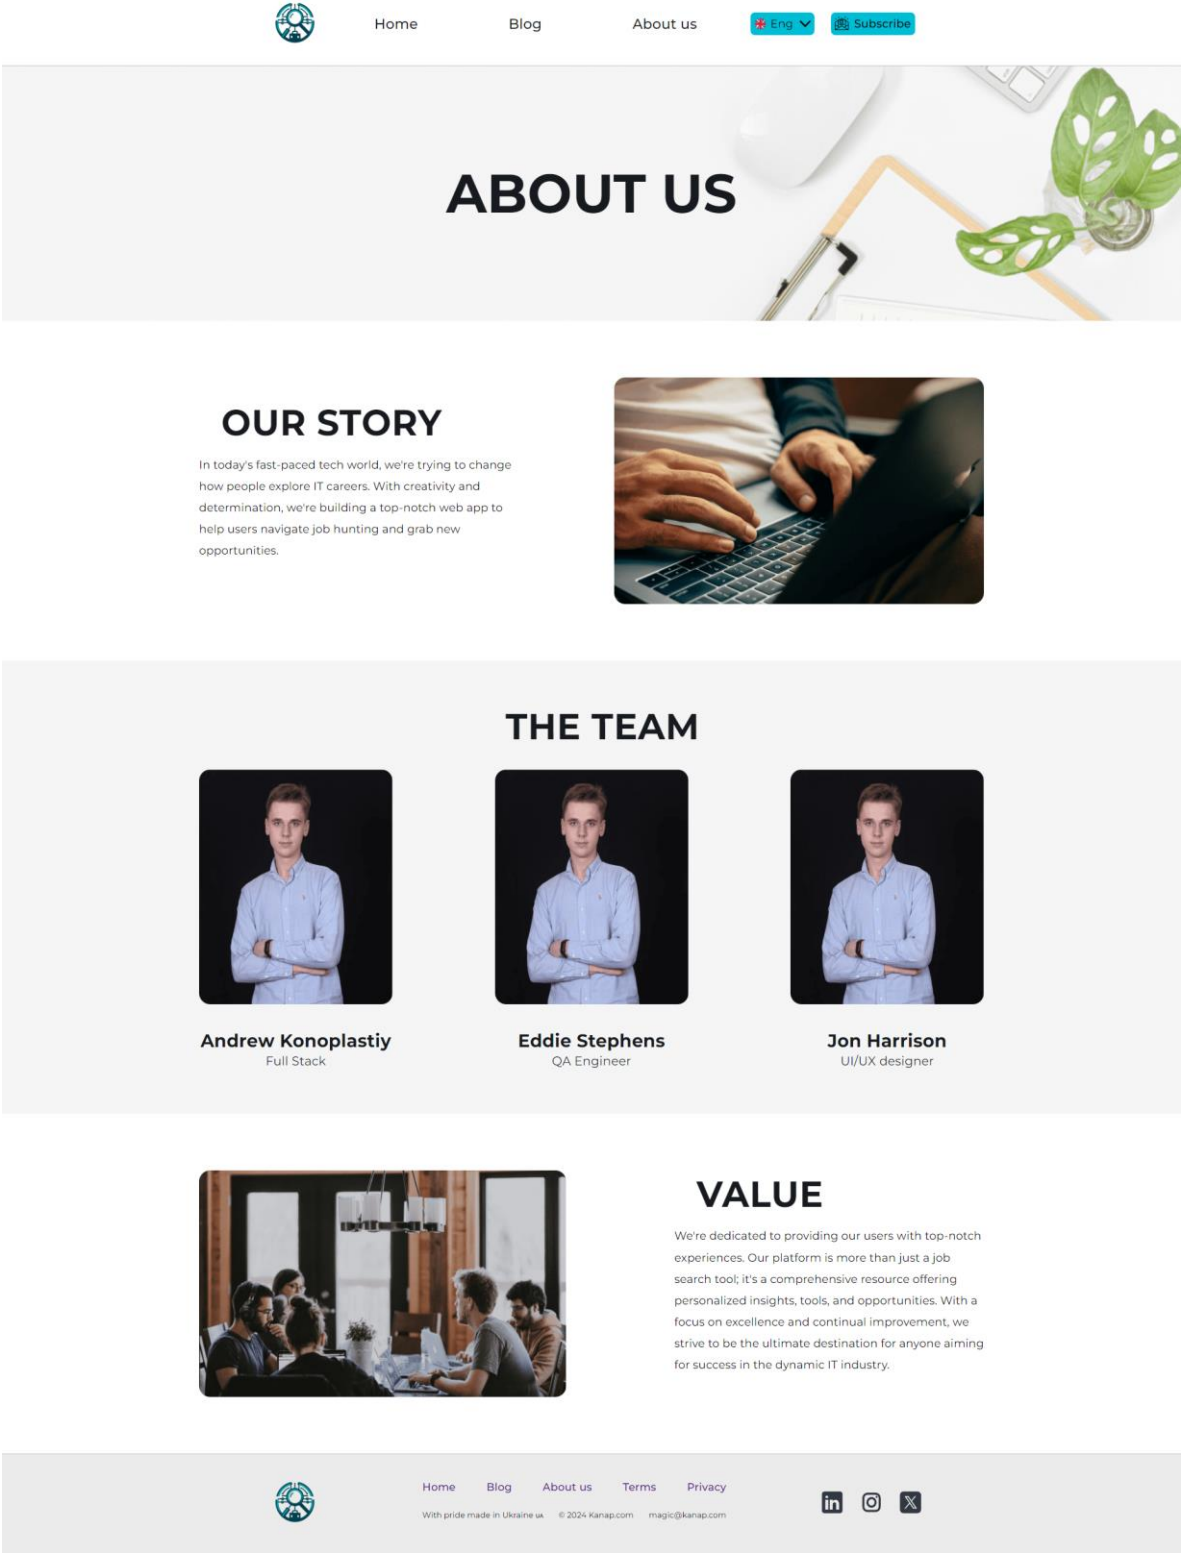 Home
Blog
About us
Eng
Subscribe
ABOUT US
OUR STORY
In today's fast-paced tech world, we're trying to change
how people explore IT careers. With creativity and
determination, we're building a top-notch web app to
help users navigate job hunting and grab new
opportunities.
THE TEAM
Andrew Konoplastiy
Full Stack
Eddie Stephens
QA Engineer
Jon Harrison
UI/UX designer
VALUE
We're dedicated to providing our users with top-notch
experiences. Our platform is more than just a job
search tool; it's a comprehensive resource offering
personalized insights, tools, and opportunities. With a
focus on excellence and continual improvement, we
strive to be the ultimate destination for anyone aiming
for success in the dynamic IT industry.
Home
Blog
About us
Terms
Privacy
With pride made in Ukraine UA
© 2024 Kanap.com
magic@kanap.com
in
X